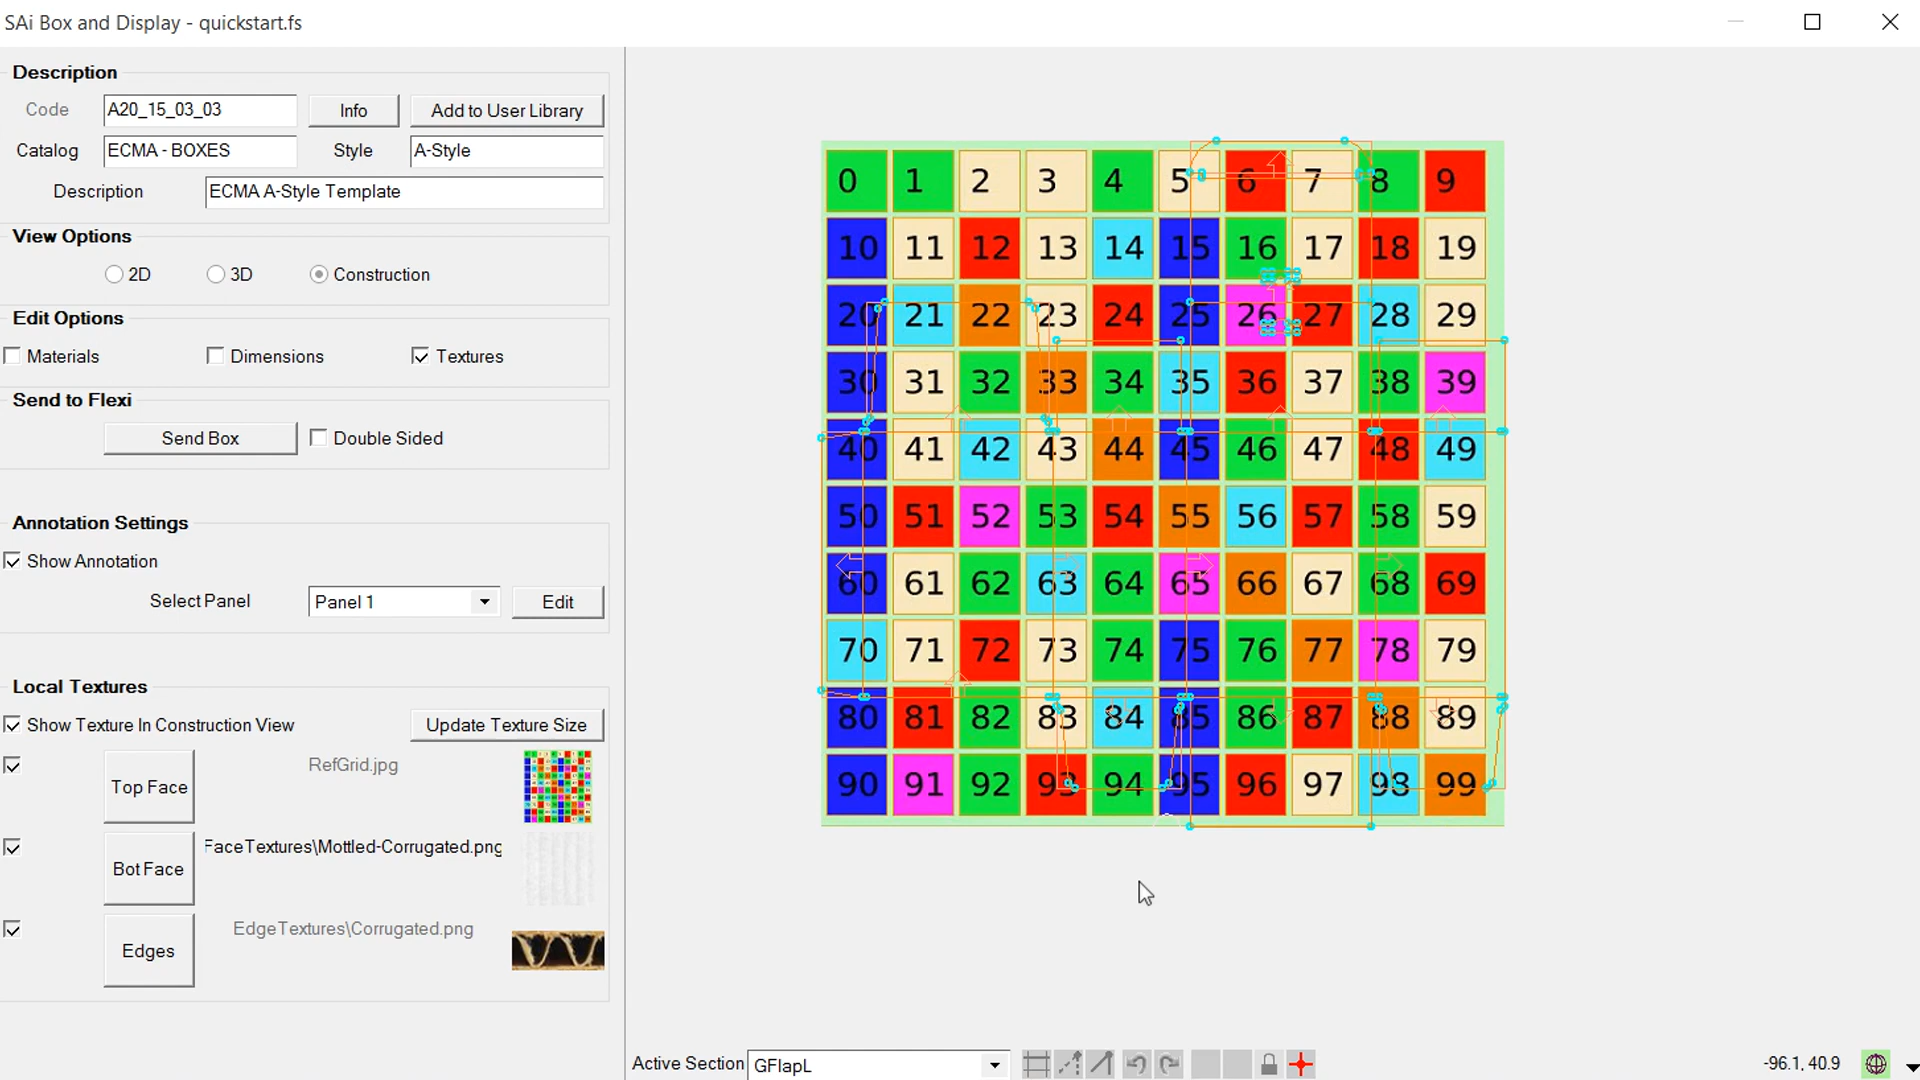 SAi Box and Display - quickstart.fs
Description
Code A20_15_03_03 Info Add to User Library
Catalog ECMA - BOXES Style A-Style
Description ECMA A-Style Template
View Options
2D 3D Construction
Edit Options
Materials Dimensions Textures
Send to Flexi
Send Box Double Sided
Annotation Settings
Show Annotation
Select Panel Panel 1 Edit
Local Textures
Show Texture In Construction View Update Texture Size
Top Face RefGrid.jpg
Bot Face FaceTextures\Mottled-Corrugated.png
Edges EdgeTextures\Corrugated.png
0 1 2 3 4 5 6 7 8 9
10 11 12 13 14 15 16 17 18 19
20 21 22 23 24 25 26 27 28 29
30 31 32 33 34 35 36 37 38 39
40 41 42 43 44 45 46 47 48 49
50 51 52 53 54 55 56 57 58 59
60 61 62 63 64 65 66 67 68 69
70 71 72 73 74 75 76 77 78 79
80 81 82 83 84 85 86 87 88 89
90 91 92 93 94 95 96 97 98 99
Active Section GFlapL -96.1, 40.9